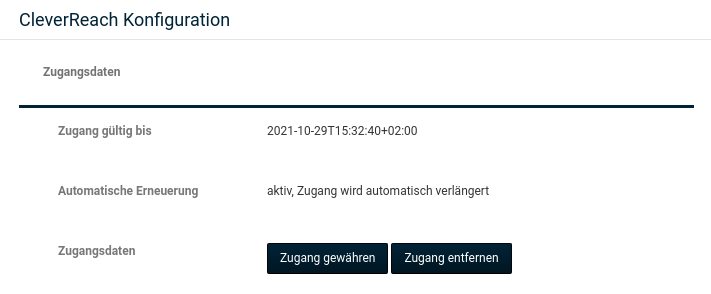 CleverReach Konfiguration
Zugangsdaten
Zugang gültig bis 2021-10-29T15:32:40+02:00
Automatische Erneuerung aktiv, Zugang wird automatisch verlängert
Zugangsdaten Zugang gewähren Zugang entfernen